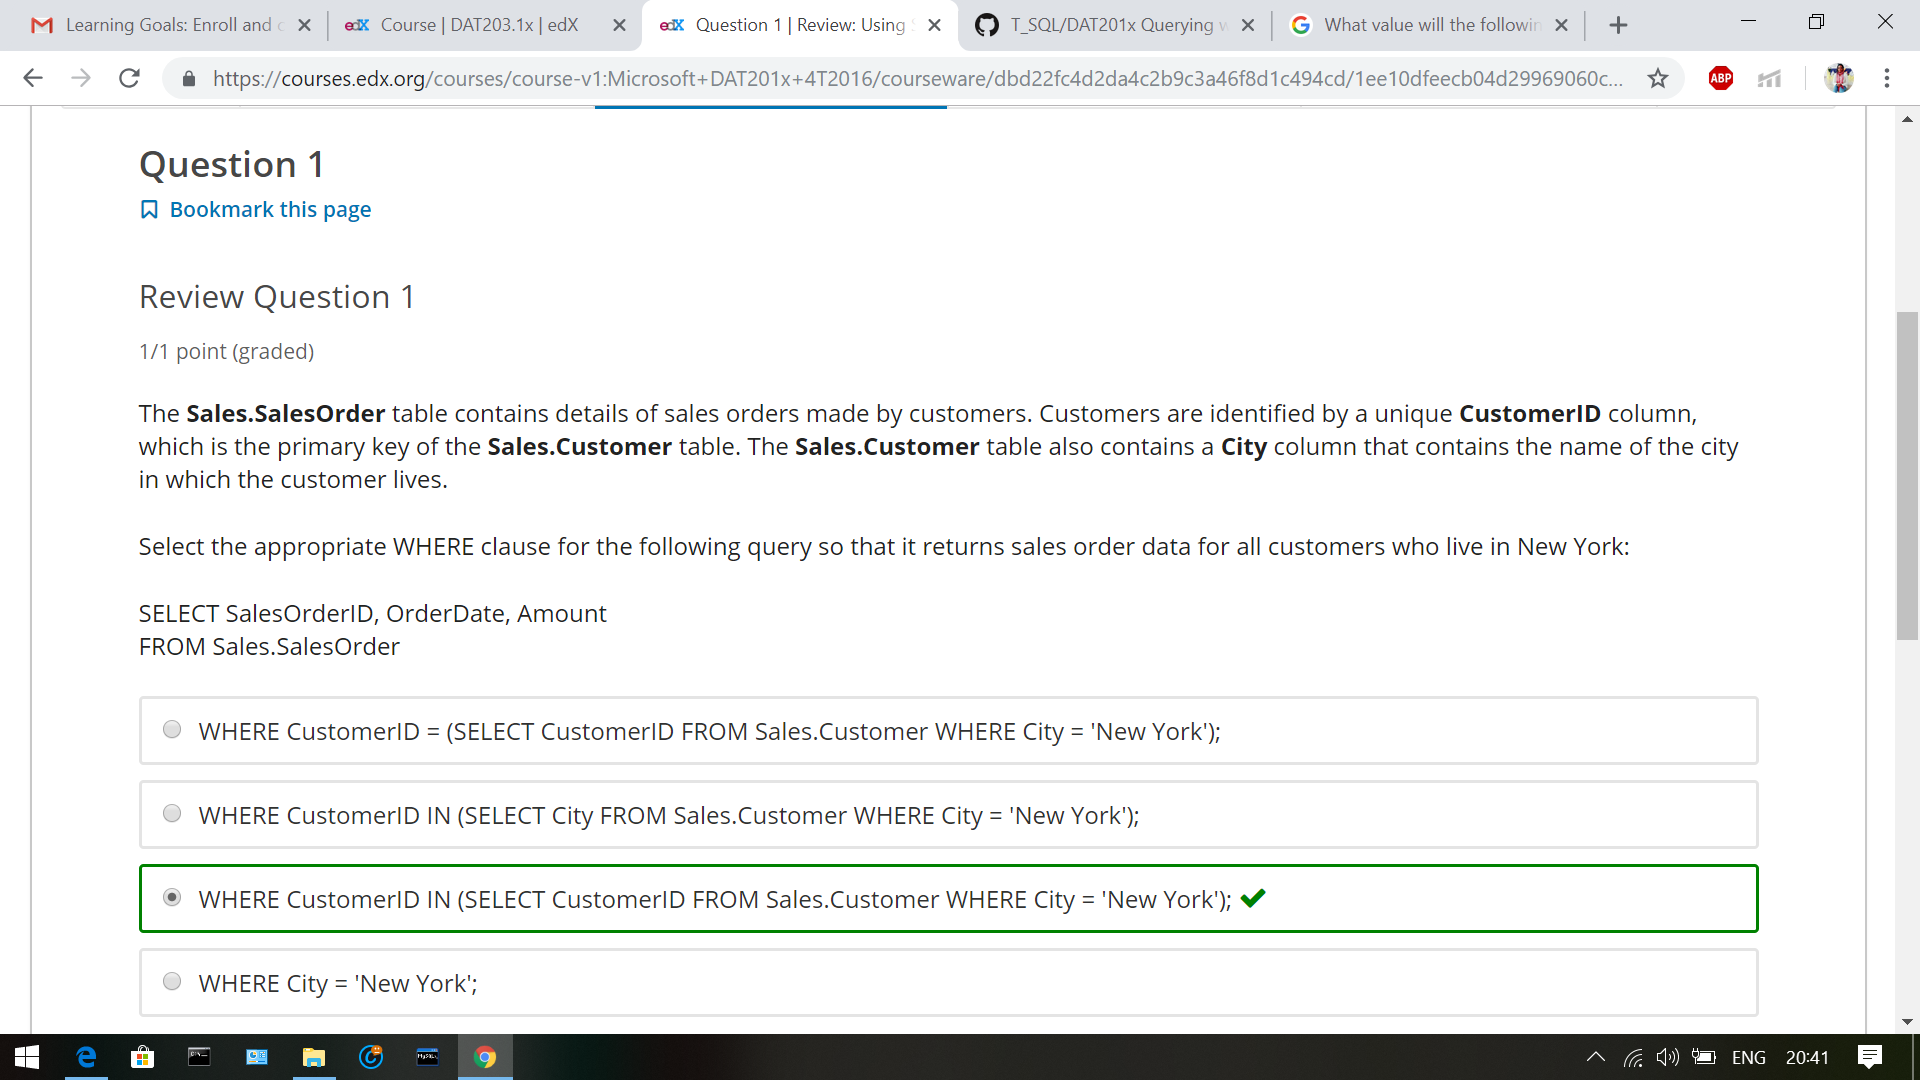 Learning Goals: Enroll and c
edX Course | DAT203.1x | edX
edX Question 1 | Review: Using S
T_SQL/DAT201x Querying w
What value will the followin
https://courses.edx.org/courses/course-v1:Microsoft+DAT201x+4T2016/courseware/dbd22fc4d2da4c2b9c3a46f8d1c494cd/1ee10dfeecb04d29969060c...
ABP
Question 1
Bookmark this page
Review Question 1
1/1 point (graded)
The Sales.SalesOrder table contains details of sales orders made by customers. Customers are identified by a unique CustomerID column,
which is the primary key of the Sales.Customer table. The Sales.Customer table also contains a City column that contains the name of the city
in which the customer lives.
Select the appropriate WHERE clause for the following query so that it returns sales order data for all customers who live in New York:
SELECT SalesOrderID, OrderDate, Amount
FROM Sales.SalesOrder
WHERE CustomerID = (SELECT CustomerID FROM Sales.Customer WHERE City = 'New York');
WHERE CustomerID IN (SELECT City FROM Sales.Customer WHERE City = 'New York');
WHERE CustomerID IN (SELECT CustomerID FROM Sales.Customer WHERE City = 'New York');
WHERE City = 'New York';
ENG
20:41